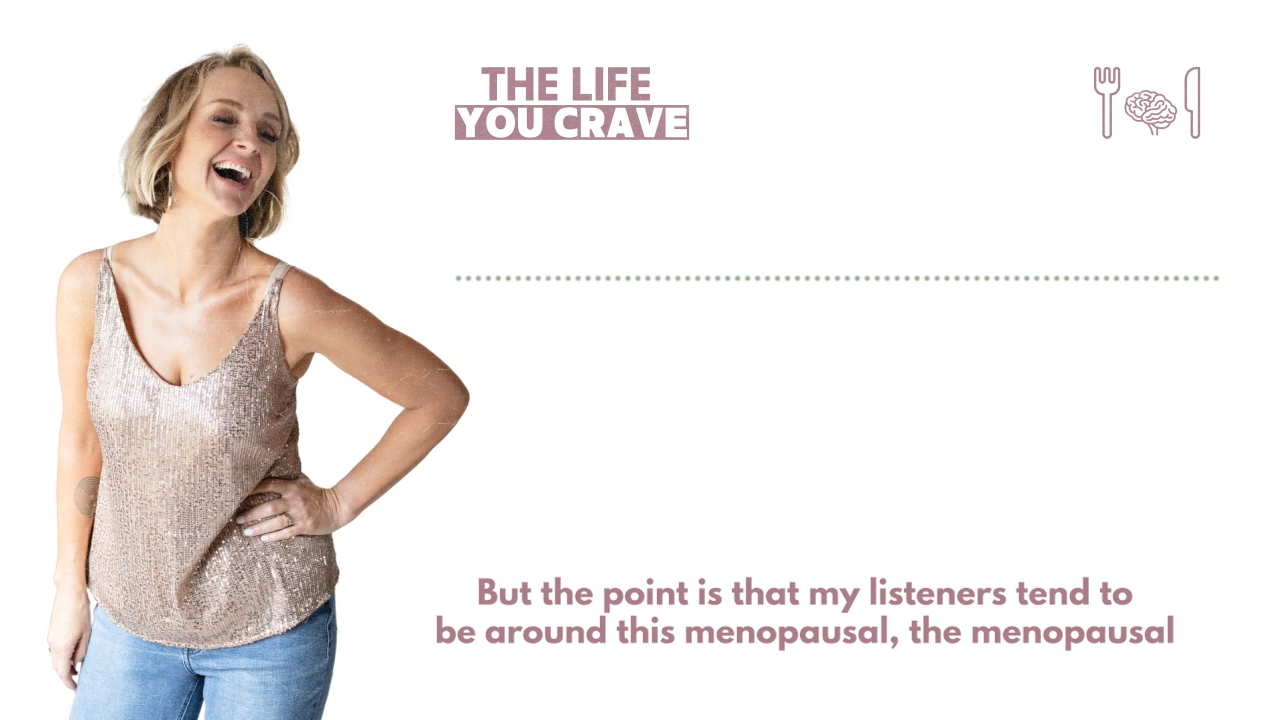 THE LIFE
YOU CRAVE
But the point is that my listeners tend to
be around this menopausal, the menopausal